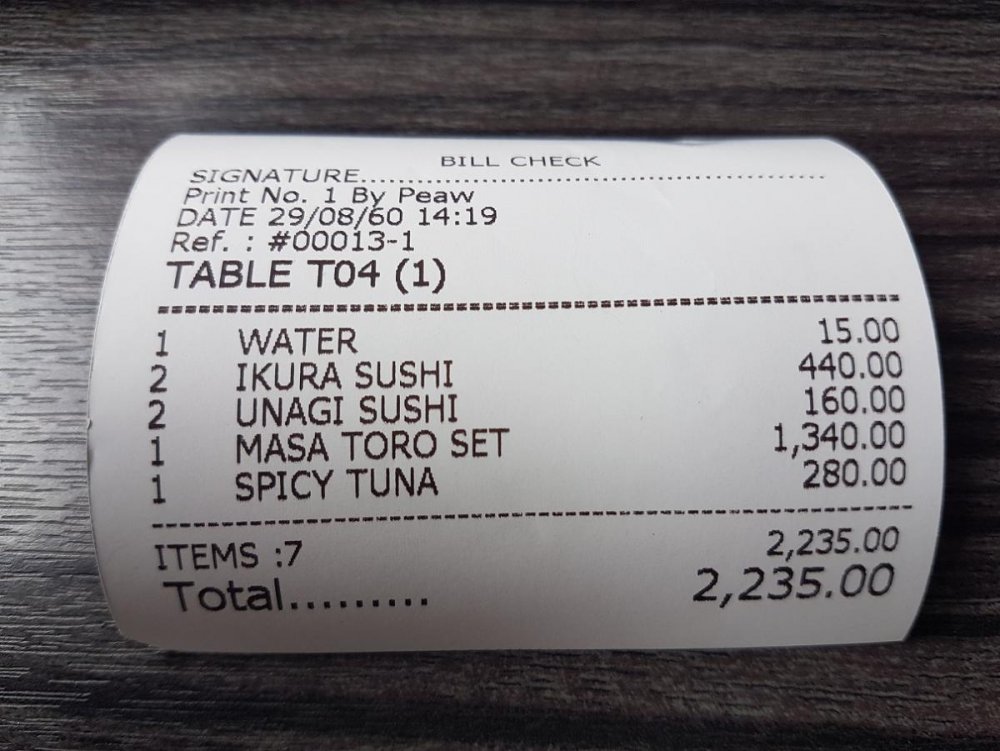 BILL CHECK
SIGNATURE................................................................
Print No. 1 By Peaw
DATE 29/08/60 14:19
Ref. : #00013-1
TABLE T04 (1)
1 WATER 15.00
2 IKURA SUSHI 440.00
2 UNAGI SUSHI 160.00
1 MASA TORO SET 1,340.00
1 SPICY TUNA 280.00
ITEMS :7 2,235.00
Total.......... 2,235.00